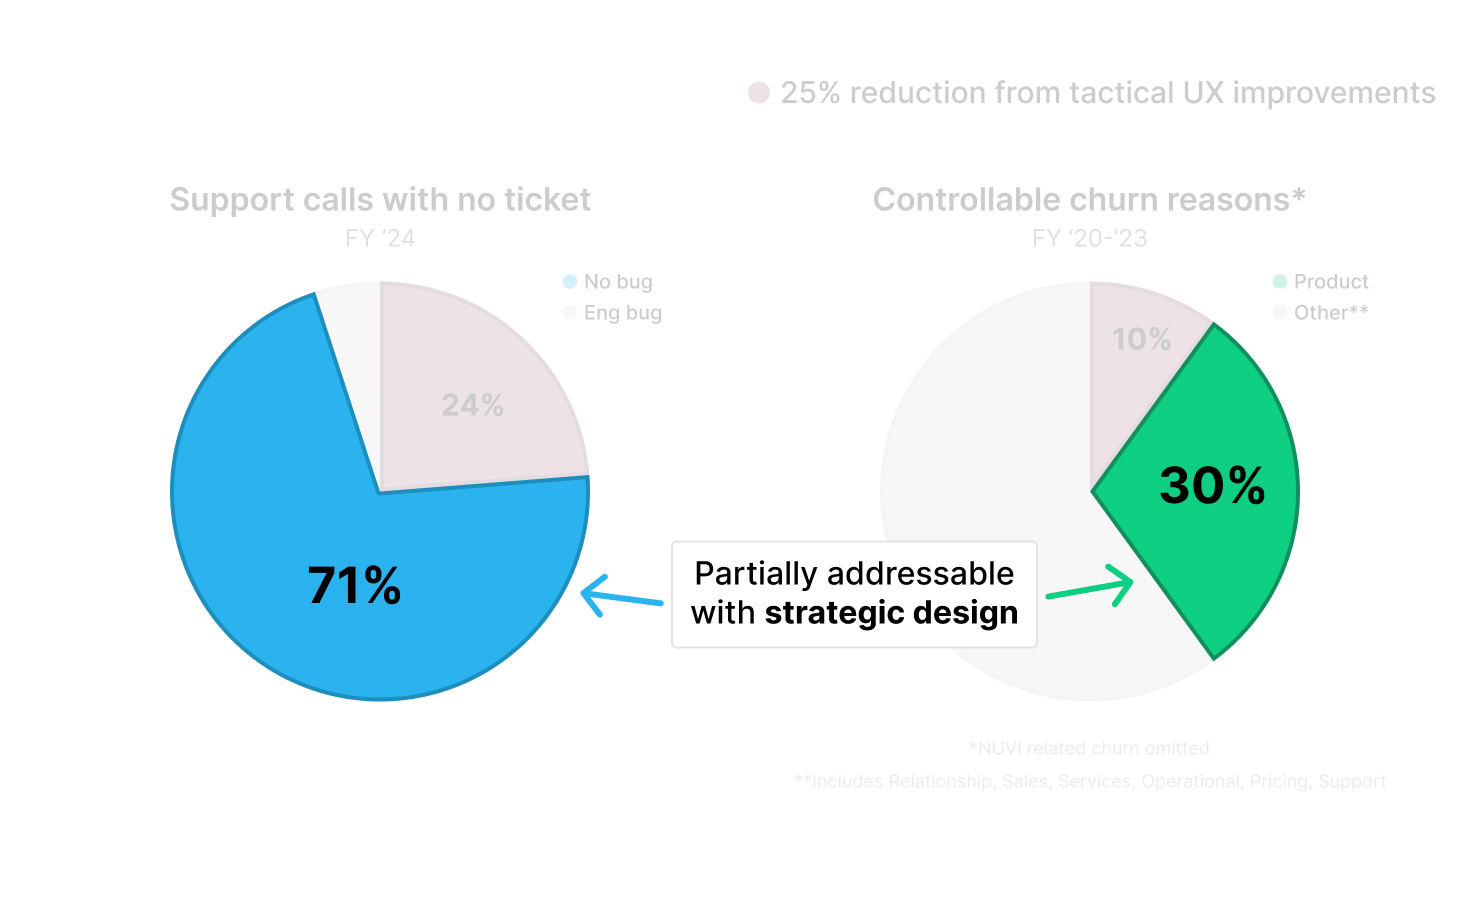 25% reduction from tactical UX improvements
Support calls with no ticket
FY ‘24
No bug
Eng bug
24%
71%
Controllable churn reasons*
FY ‘20-’23
Product
Other**
10%
30%
Partially addressable
with strategic design
*NUVI related churn omitted
**Includes Relationship, Sales, Services, Operational, Pricing, Support